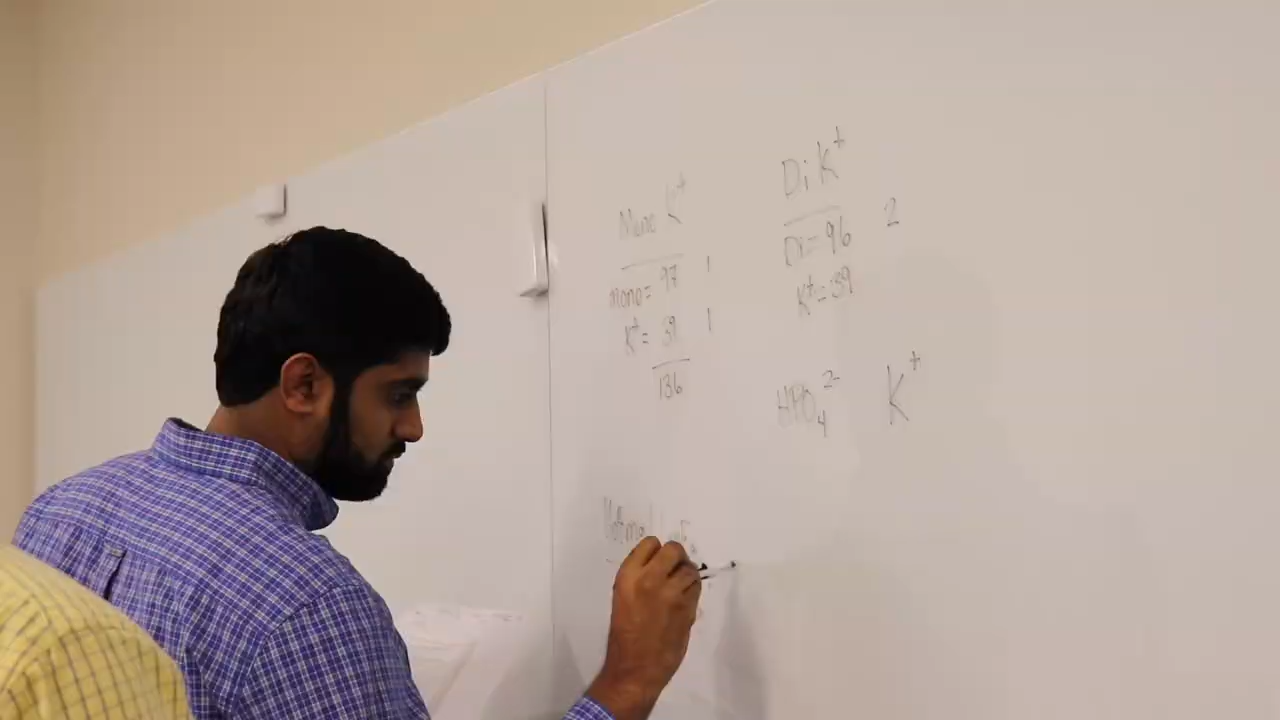 Mono K+
mono= 97 1
K+= 39 1
136
Di K+
Di= 96 2
K+= 39
HPO4 2- K+